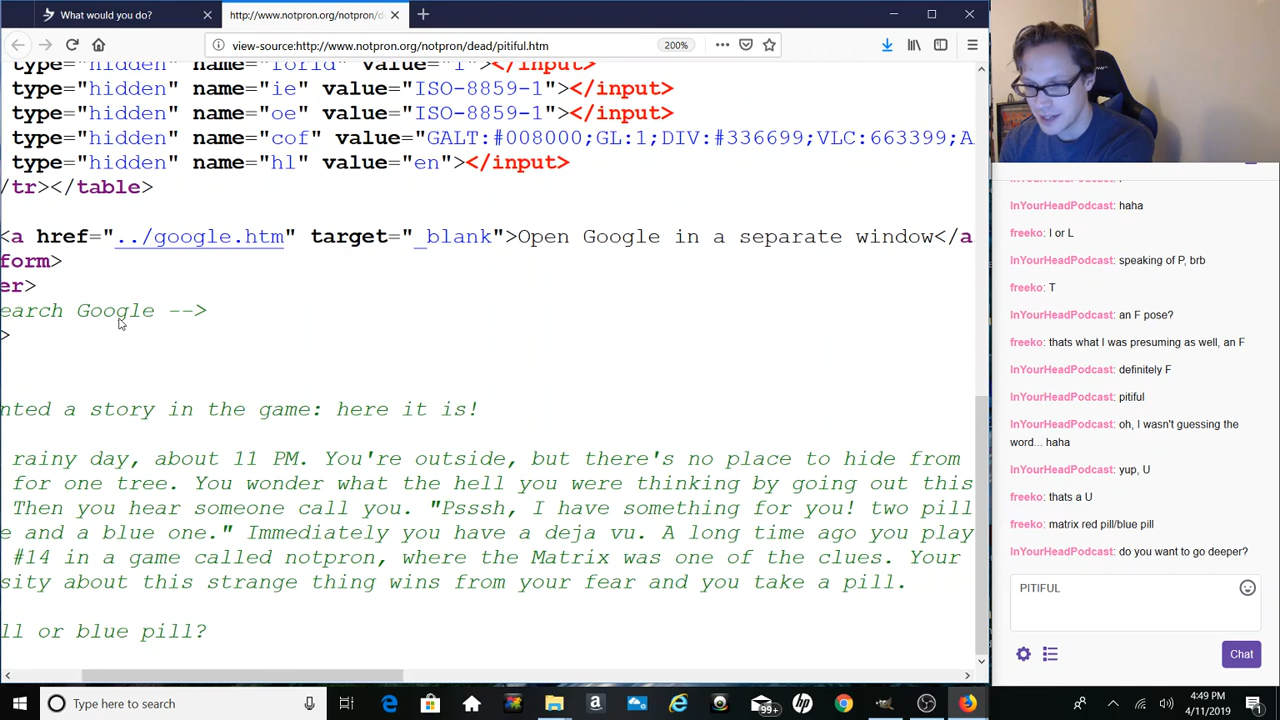 What would you do?
http://www.notpron.org/notpron/d
view-source:http://www.notpron.org/notpron/dead/pitiful.htm
200%
type="hidden" name="forid" value="1"></input>
type="hidden" name="ie" value="ISO-8859-1"></input>
type="hidden" name="oe" value="ISO-8859-1"></input>
type="hidden" name="cof" value="GALT:#008000;GL:1;DIV:#336699;VLC:663399;A
type="hidden" name="hl" value="en"></input>
/tr></table>
<a href="../google.htm" target="_blank">Open Google in a separate window</a
form>
er>
earch Google -->
>
nted a story in the game: here it is!
rainy day, about 11 PM. You're outside, but there's no place to hide from
for one tree. You wonder what the hell you were thinking by going out this
Then you hear someone call you. "Psssh, I have something for you! two pill
e and a blue one." Immediately you have a deja vu. A long time ago you play
#14 in a game called notpron, where the Matrix was one of the clues. Your
sity about this strange thing wins from your fear and you take a pill.
ll or blue pill?
InYourHeadPodcast: haha
freeko: I or L
InYourHeadPodcast: speaking of P, brb
freeko: T
InYourHeadPodcast: an F pose?
freeko: thats what I was presuming as well, an F
InYourHeadPodcast: definitely F
InYourHeadPodcast: pitiful
InYourHeadPodcast: oh, I wasn't guessing the
word... haha
InYourHeadPodcast: yup, U
freeko: thats a U
freeko: matrix red pill/blue pill
InYourHeadPodcast: do you want to go deeper?
PITIFUL
Chat
Type here to search
99+
4:49 PM
4/11/2019